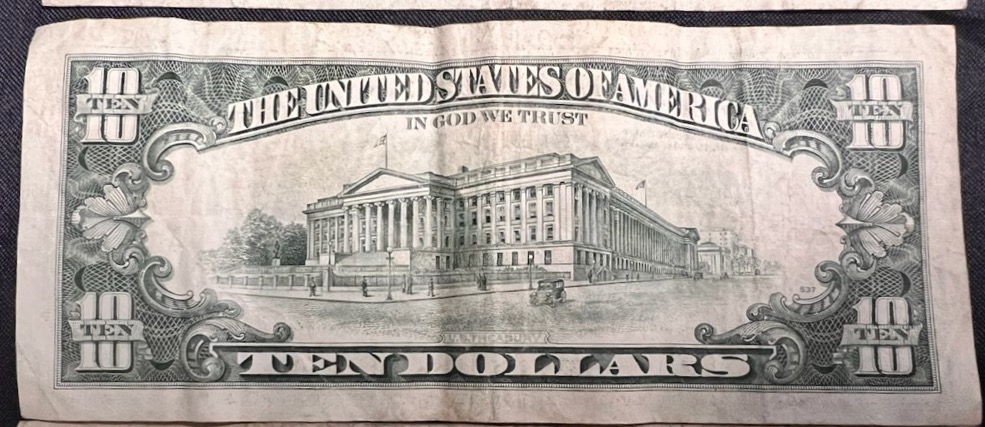 10 TEN 10
10 TEN 10
THE UNITED STATES OF AMERICA
IN GOD WE TRUST
537
10 TEN 10
10 TEN 10
U.S. TREASURY
TEN DOLLARS